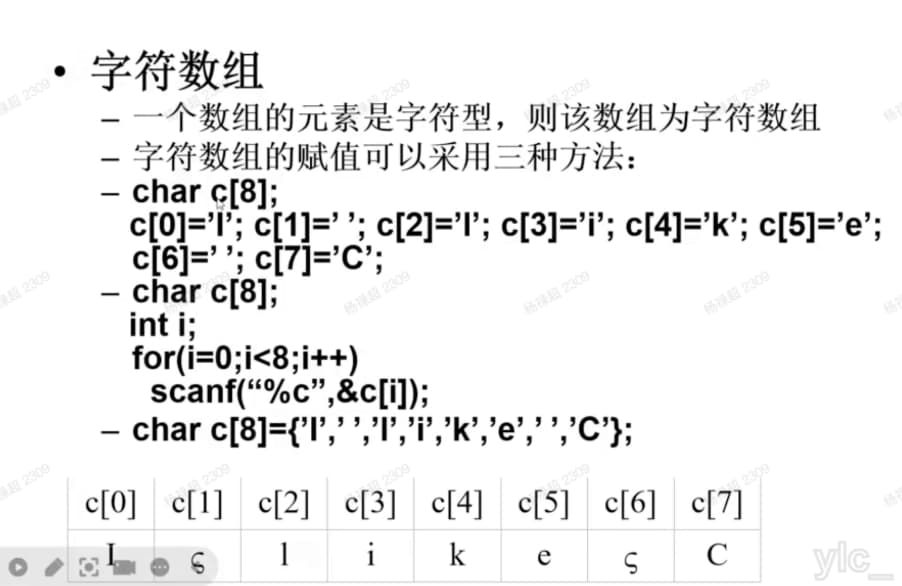 • 字符数组
– 一个数组的元素是字符型，则该数组为字符数组
– 字符数组的赋值可以采用三种方法：
– char c[8];
c[0]=’I’; c[1]=’ ’; c[2]=’l’; c[3]=’i’; c[4]=’k’; c[5]=’e’;
c[6]=’ ’; c[7]=’C’;
– char c[8];
int i;
for(i=0;i<8;i++)
scanf(“%c”,&c[i]);
– char c[8]={’I’,’ ’,’l’,’i’,’k’,’e’,’ ’,’C’};
c[0] c[1] c[2] c[3] c[4] c[5] c[6] c[7]
I ς l i k e ς C
ylc_